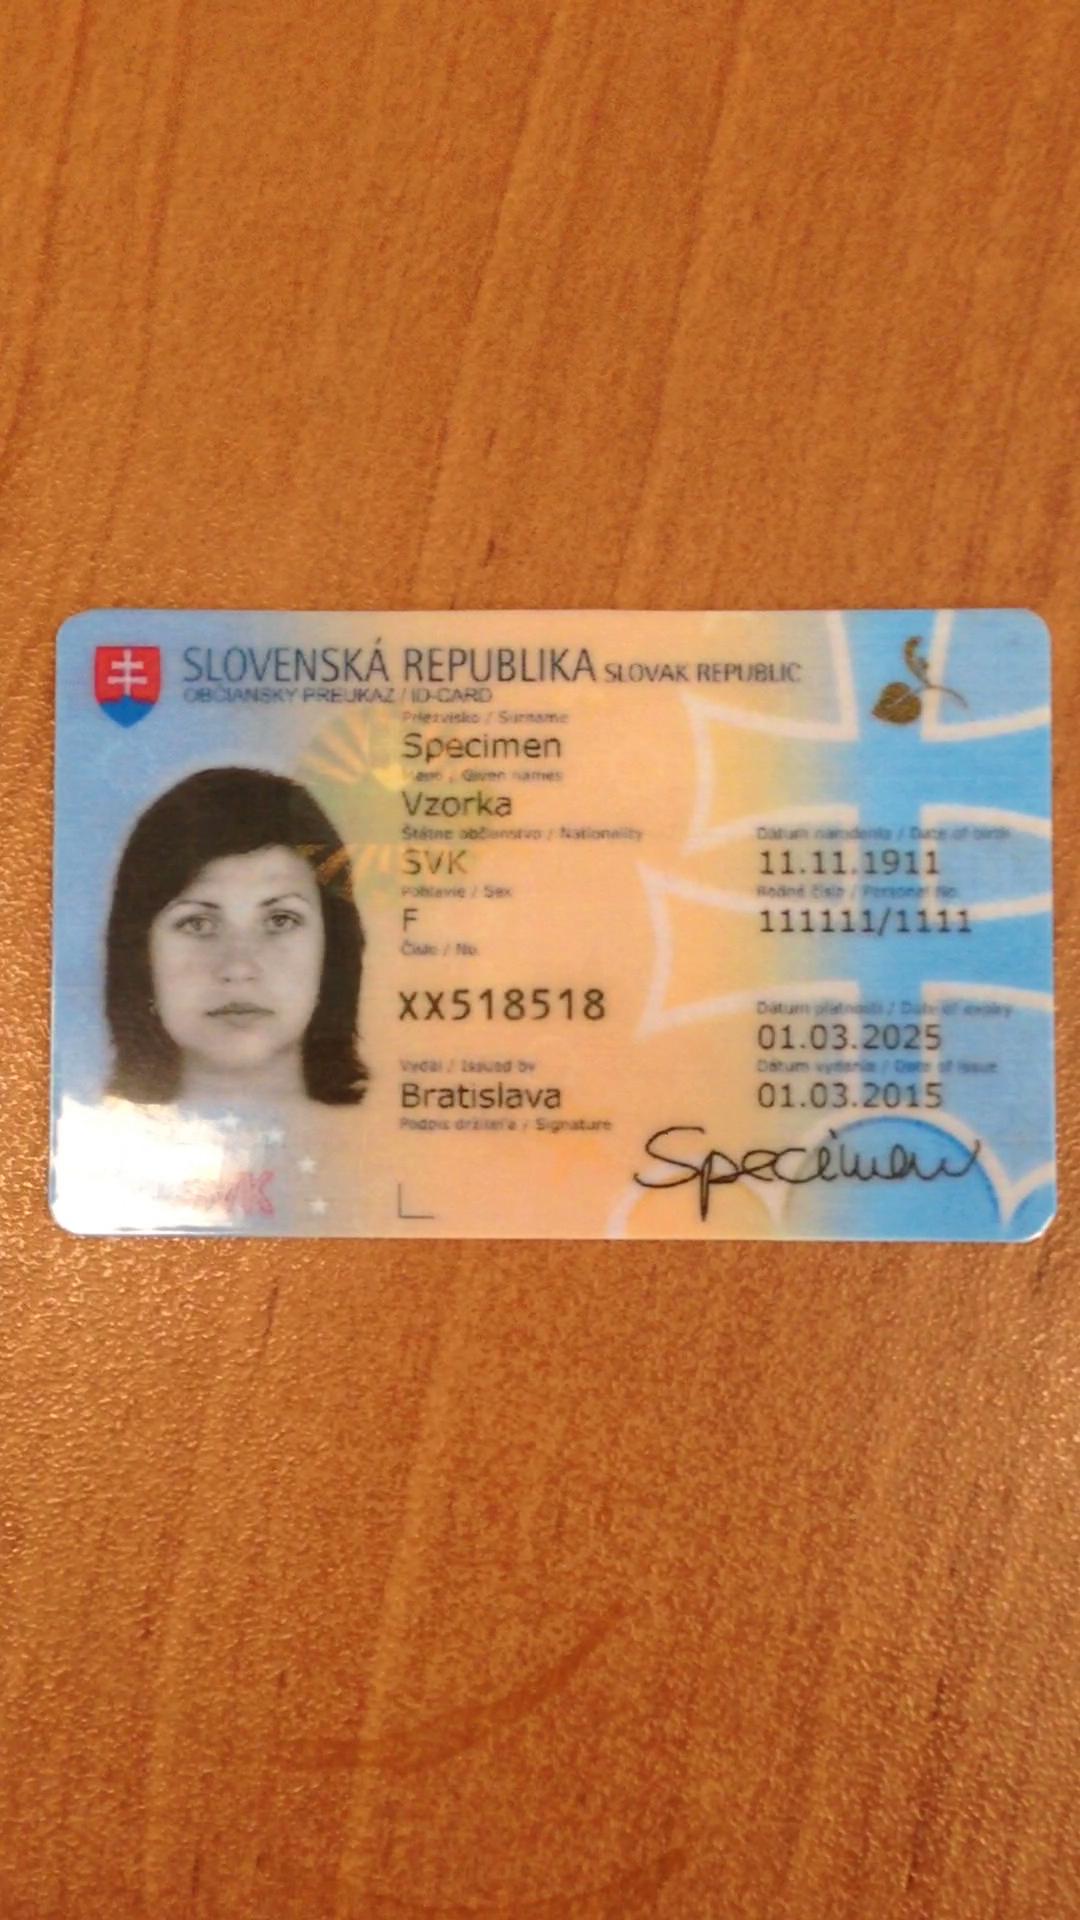 SLOVENSKÁ REPUBLIKA SLOVAK REPUBLIC
OBČIANSKY PREUKAZ / ID-CARD
Priezvisko / Surname
Specimen
Meno / Given names
Vzorka
Štátne občianstvo / Nationality
SVK
Pohlavie / Sex
F
Číslo / No.
XX518518
Vydal / Issued by
Bratislava
Podpis držiteľa / Signature
Dátum narodenia / Date of birth
11.11.1911
Rodné číslo / Personal No.
111111/1111
Dátum platnosti / Date of expiry
01.03.2025
Dátum vydania / Date of issue
01.03.2015
Specimen